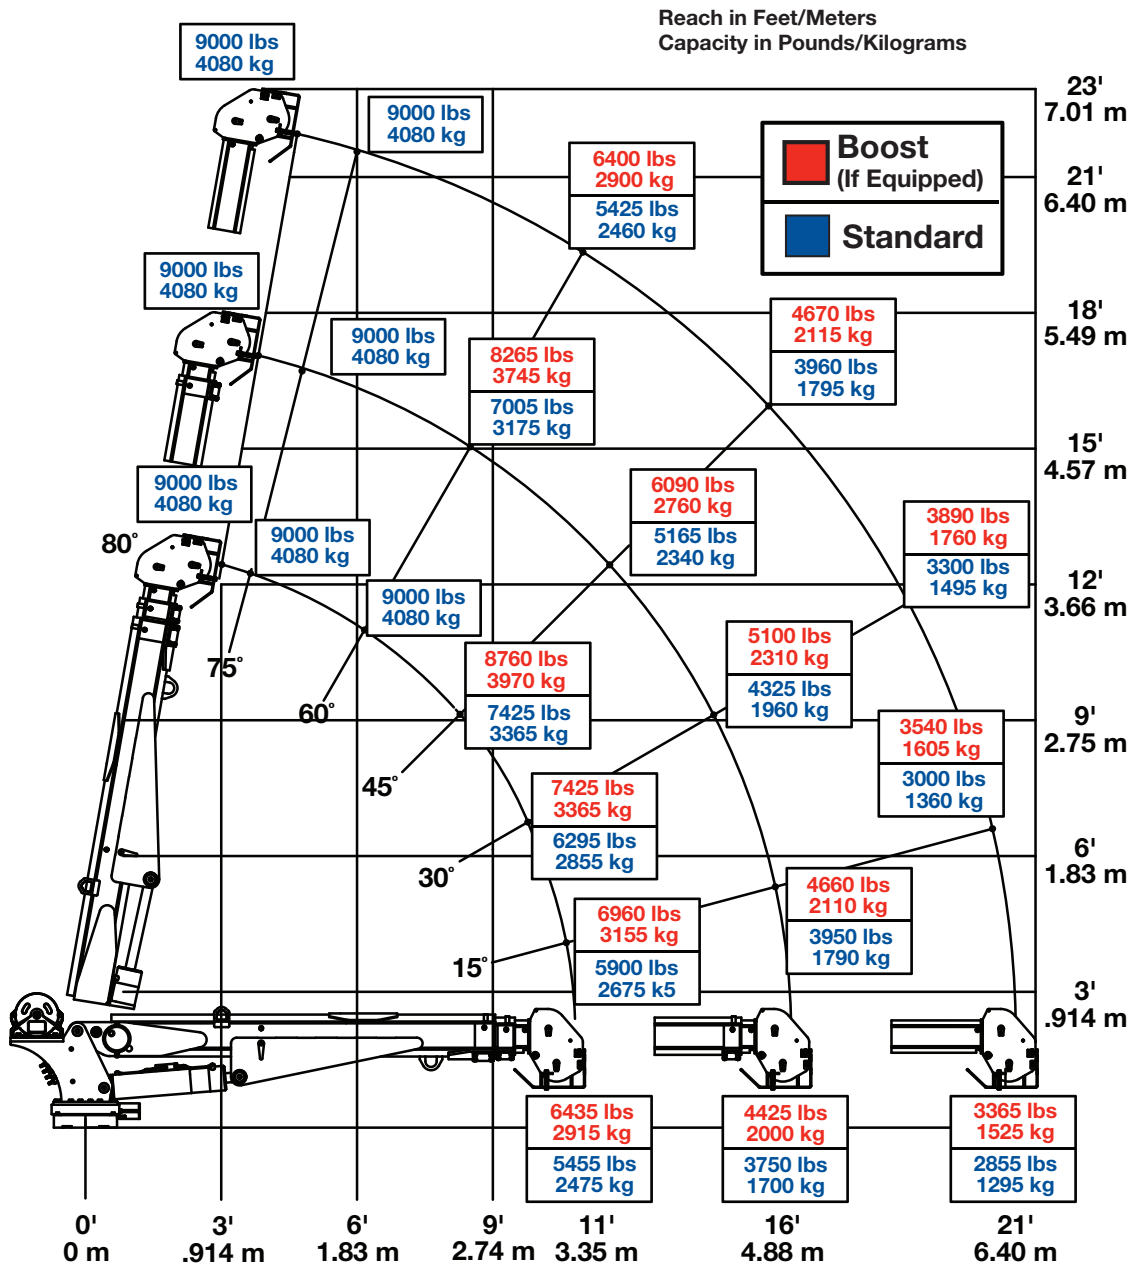 Reach in Feet/Meters
Capacity in Pounds/Kilograms
9000 lbs
4080 kg
23'
7.01 m
9000 lbs
4080 kg
Boost
(If Equipped)
Standard
6400 lbs
2900 kg
5425 lbs
2460 kg
21'
6.40 m
9000 lbs
4080 kg
18'
5.49 m
4670 lbs
2115 kg
3960 lbs
1795 kg
9000 lbs
4080 kg
8265 lbs
3745 kg
7005 lbs
3175 kg
15'
4.57 m
9000 lbs
4080 kg
6090 lbs
2760 kg
5165 lbs
2340 kg
3890 lbs
1760 kg
3300 lbs
1495 kg
80°
9000 lbs
4080 kg
12'
3.66 m
9000 lbs
4080 kg
75°
5100 lbs
2310 kg
4325 lbs
1960 kg
8760 lbs
3970 kg
7425 lbs
3365 kg
60°
9'
2.75 m
3540 lbs
1605 kg
3000 lbs
1360 kg
45°
7425 lbs
3365 kg
6295 lbs
2855 kg
30°
6'
1.83 m
4660 lbs
2110 kg
3950 lbs
1790 kg
6960 lbs
3155 kg
5900 lbs
2675 k5
15°
3'
.914 m
6435 lbs
2915 kg
5455 lbs
2475 kg
4425 lbs
2000 kg
3750 lbs
1700 kg
3365 lbs
1525 kg
2855 lbs
1295 kg
0'
0 m
3'
.914 m
6'
1.83 m
9'
2.74 m
11'
3.35 m
16'
4.88 m
21'
6.40 m